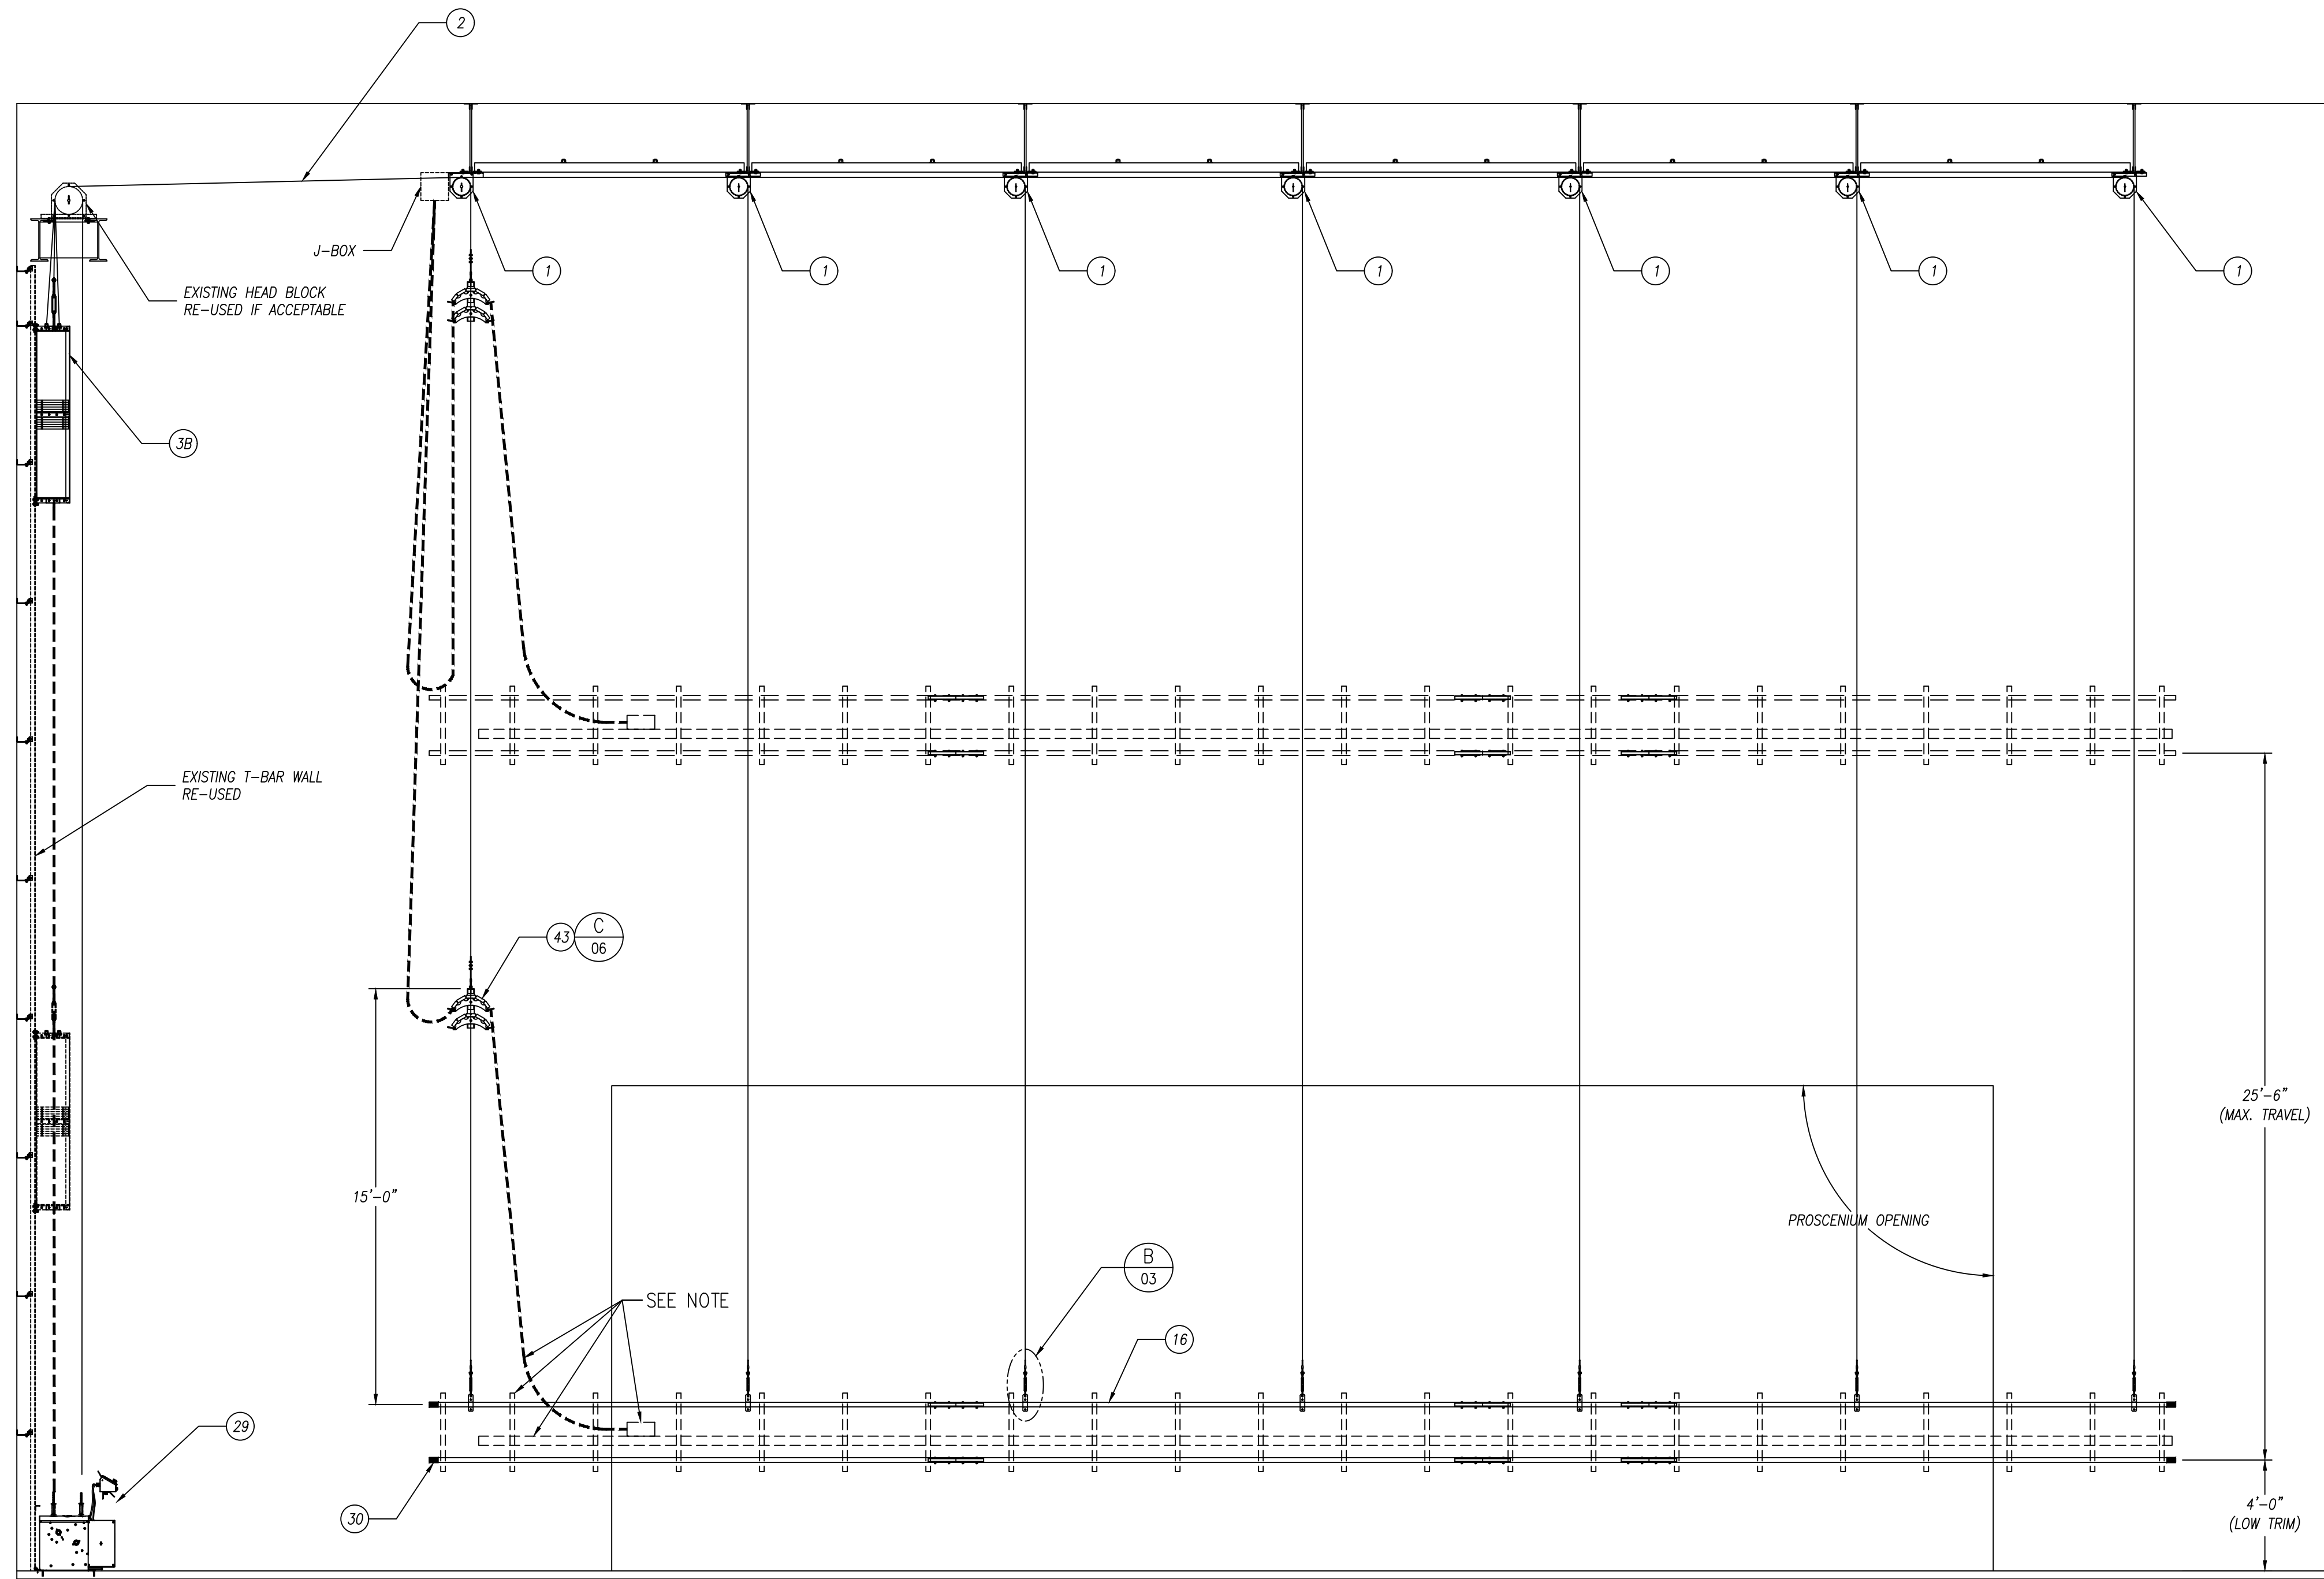 2
J-BOX
1
1
1
1
1
1
1
EXISTING HEAD BLOCK
RE-USED IF ACCEPTABLE
3B
EXISTING T-BAR WALL
RE-USED
43
C
06
25'-6"
(MAX. TRAVEL)
15'-0"
PROSCENIUM OPENING
B
03
SEE NOTE
16
29
30
4'-0"
(LOW TRIM)